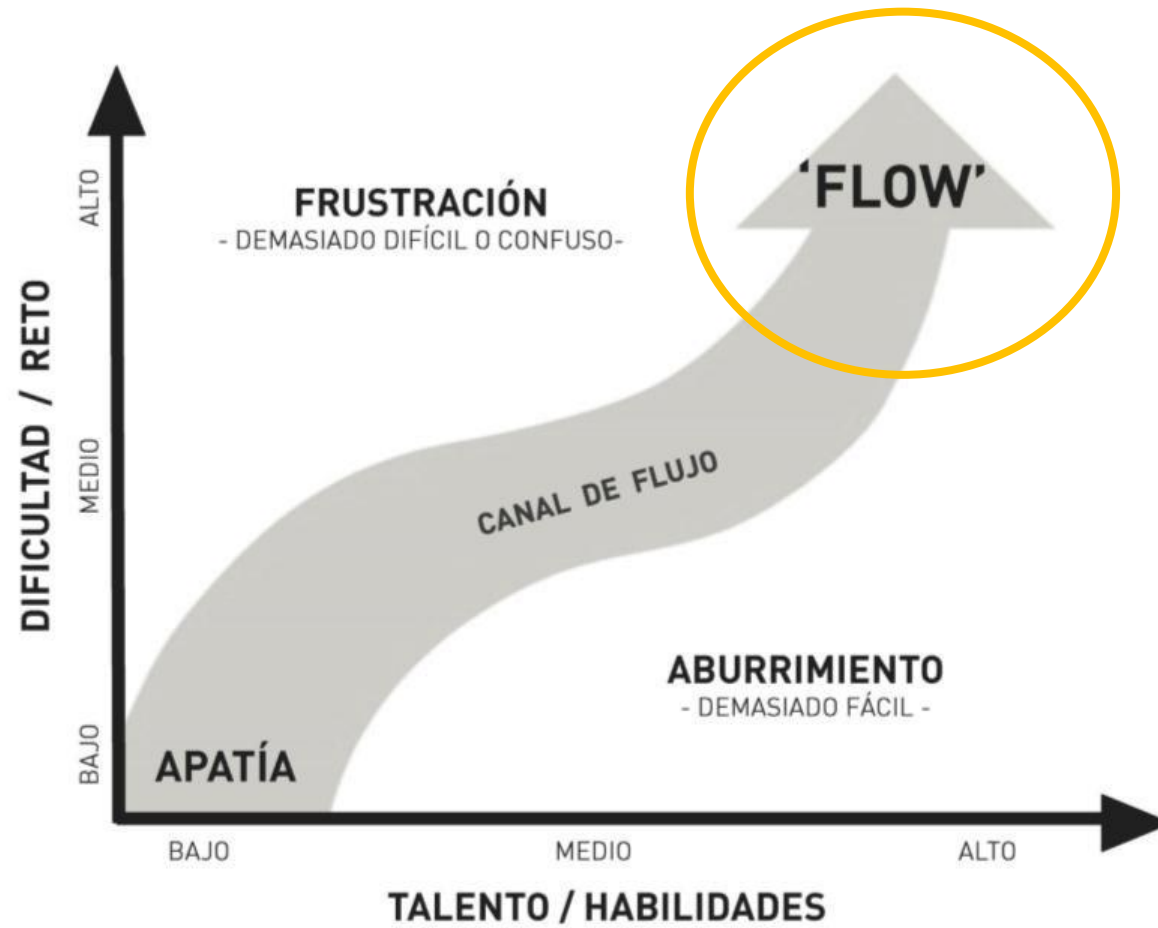 'FLOW'
FRUSTRACIÓN
- DEMASIADO DIFÍCIL O CONFUSO-
DIFICULTAD / RETO
ALTO
MEDIO
BAJO
CANAL DE FLUJO
ABURRIMIENTO
- DEMASIADO FÁCIL -
APATÍA
BAJO
MEDIO
ALTO
TALENTO / HABILIDADES